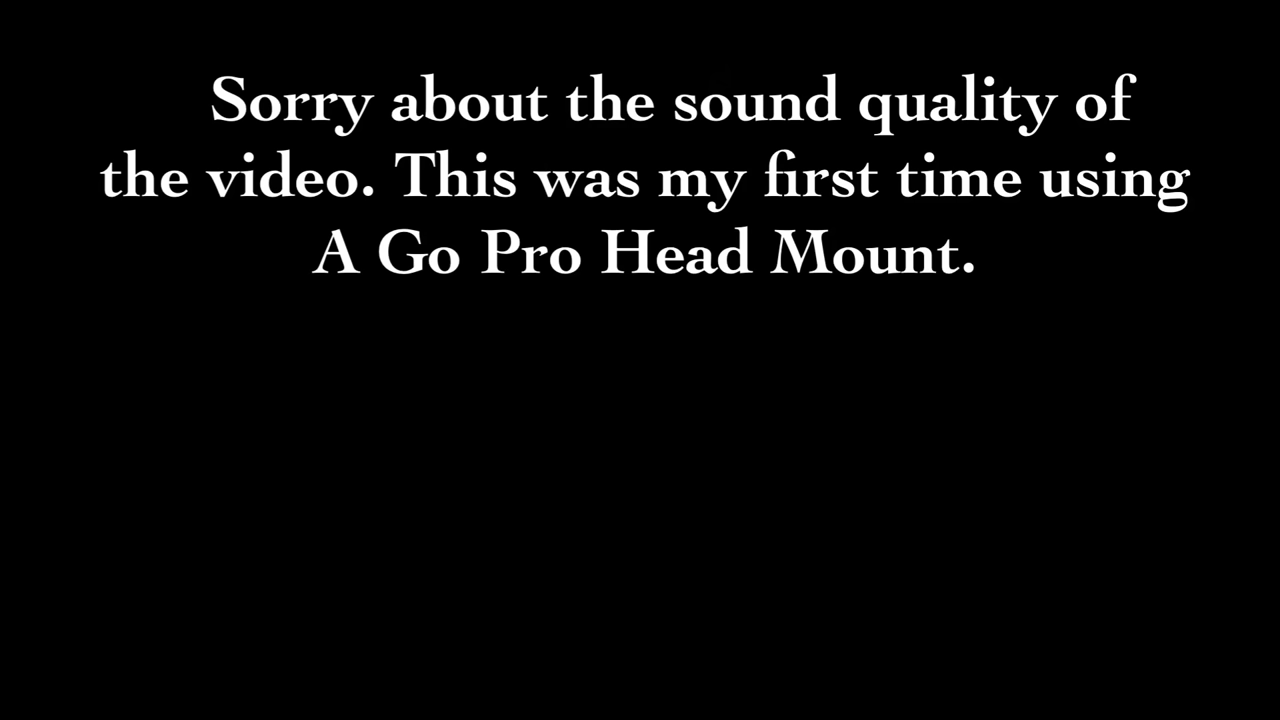 Sorry about the sound quality of
the video. This was my first time using
A Go Pro Head Mount.